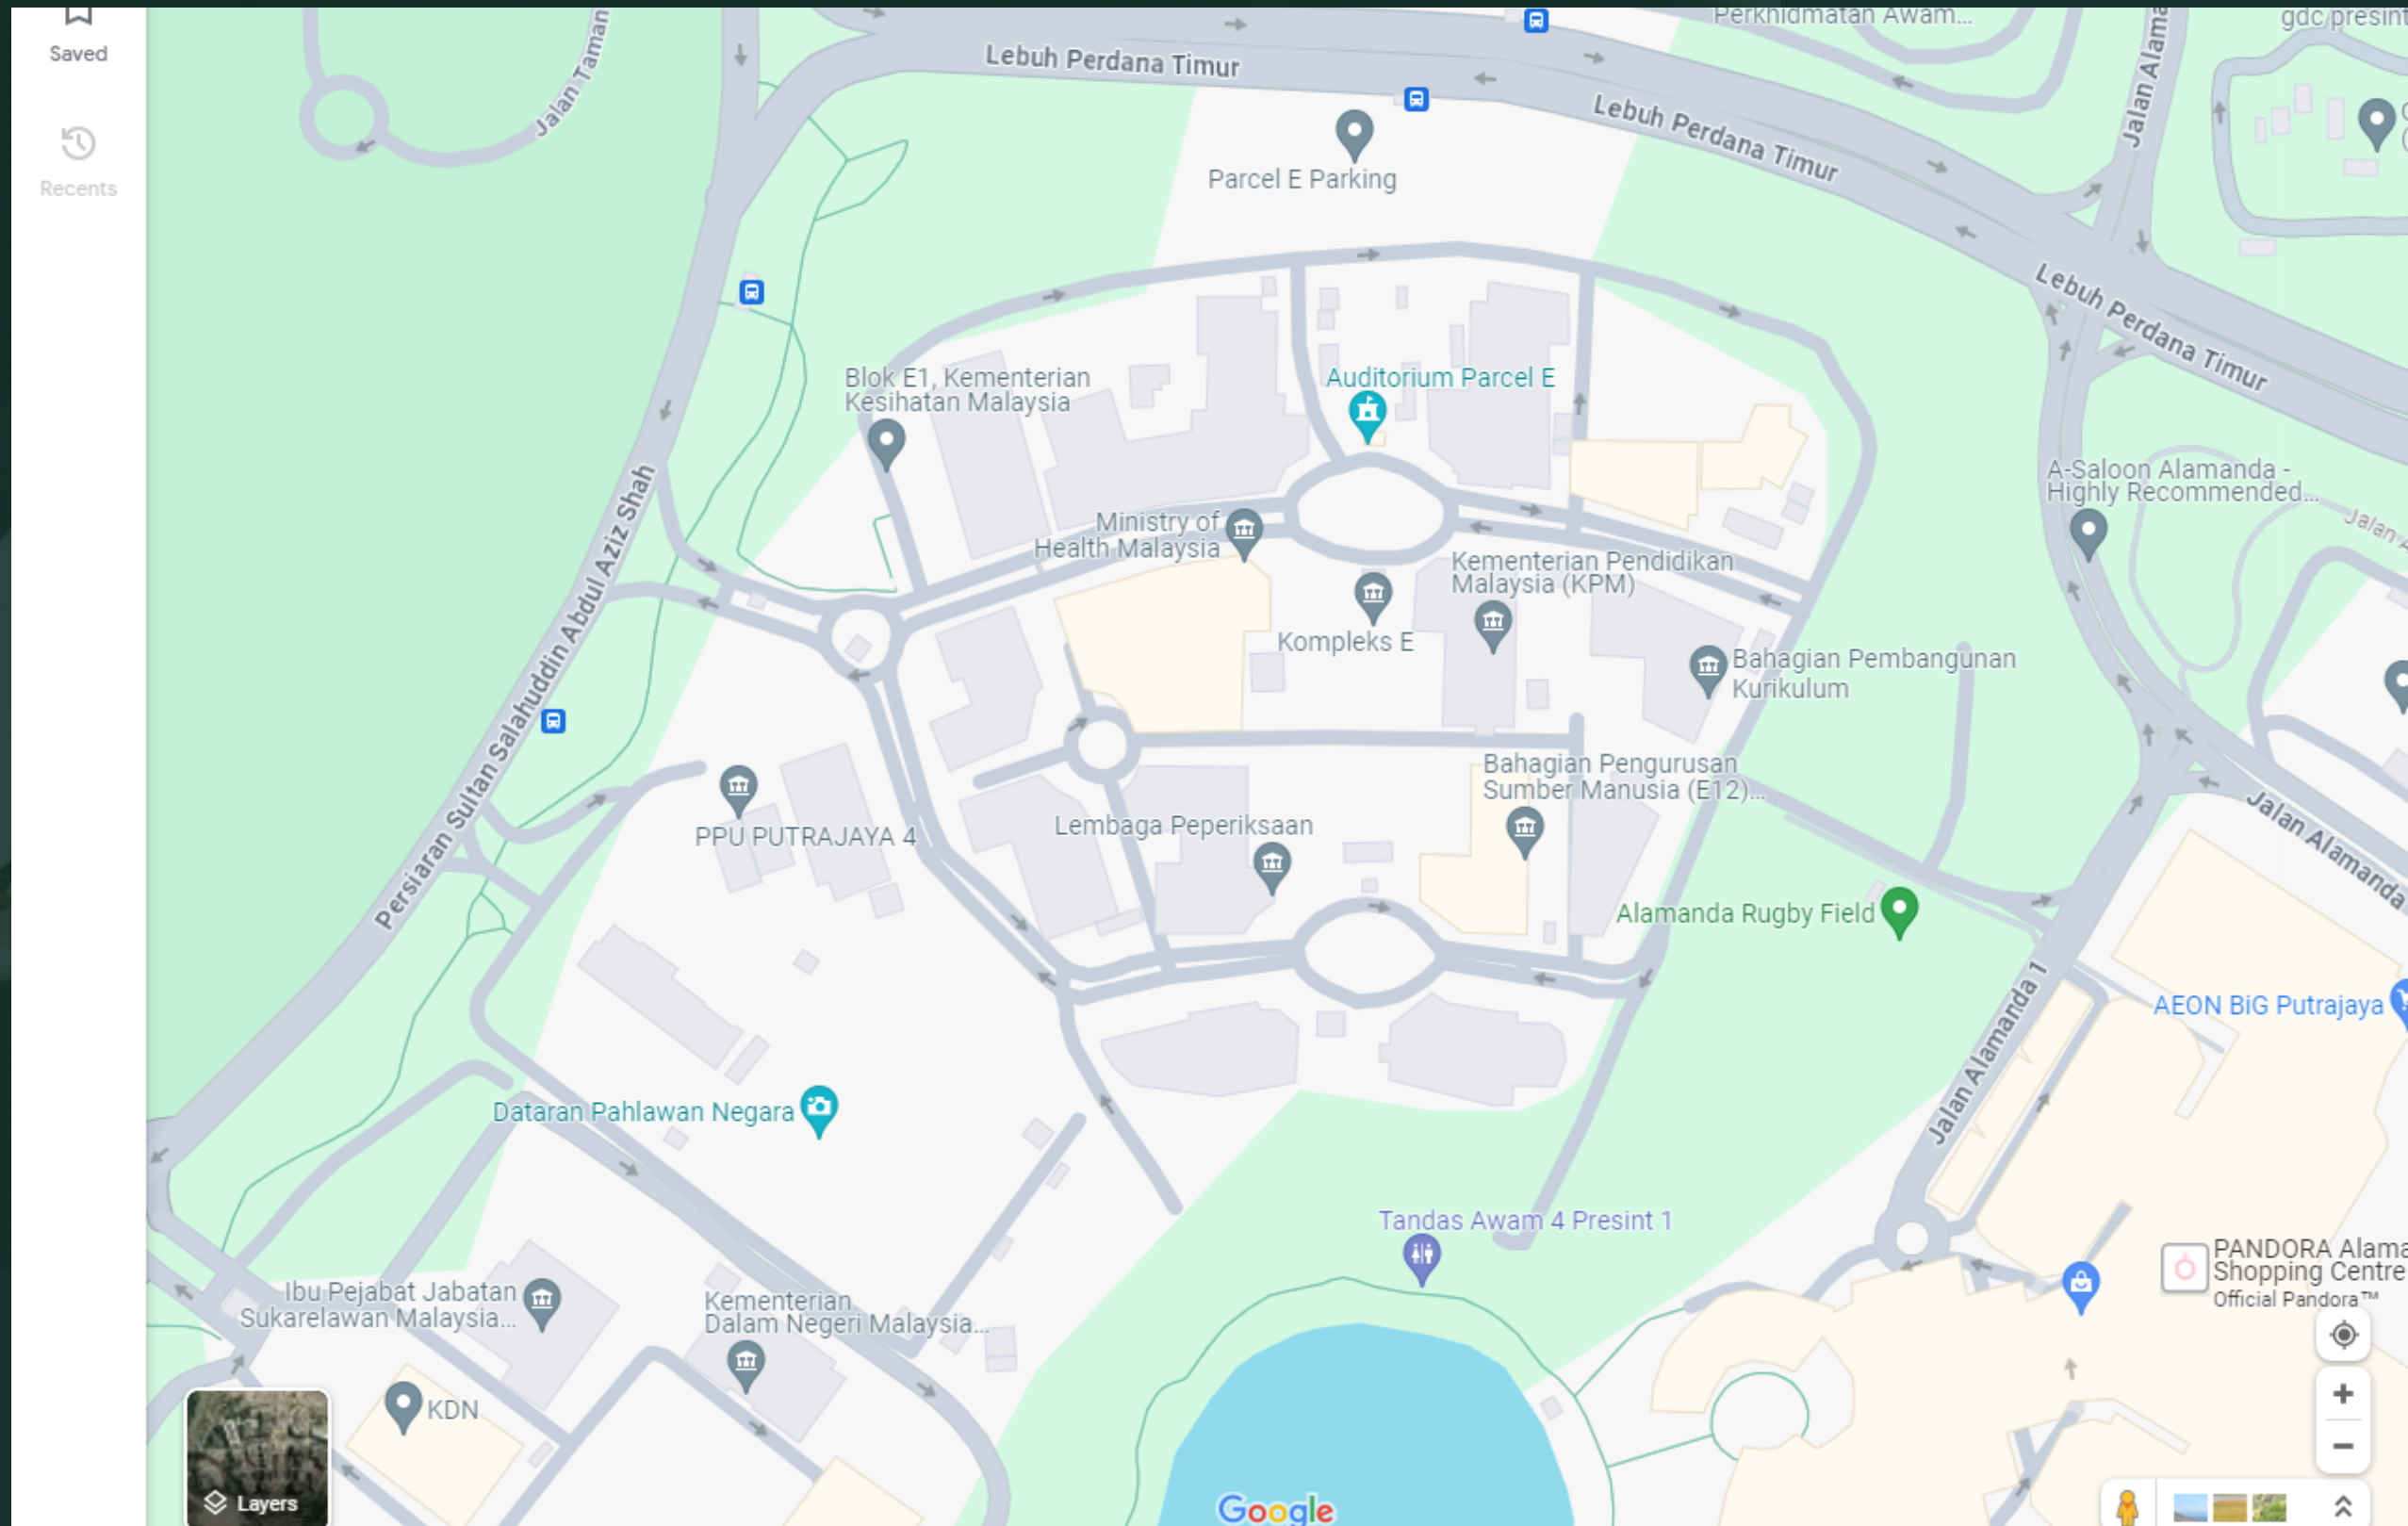 Saved
Recents
Jalan Taman
Lebuh Perdana Timur
Perkhidmatan Awam...
Jalan Alama
gdc presint
Lebuh Perdana Timur
Parcel E Parking
Lebuh Perdana Timur
Blok E1, Kementerian
Kesihatan Malaysia
Auditorium Parcel E
A-Saloon Alamanda -
Highly Recommended...
Jalan A
Persiaran Sultan Salahuddin Abdul Aziz Shah
Ministry of
Health Malaysia
Kementerian Pendidikan
Malaysia (KPM)
Kompleks E
Bahagian Pembangunan
Kurikulum
Bahagian Pengurusan
Sumber Manusia (E12)...
PPU PUTRAJAYA 4
Lembaga Peperiksaan
Jalan Alamanda
Alamanda Rugby Field
AEON BiG Putrajaya
Jalan Alamanda 1
Dataran Pahlawan Negara
Tandas Awam 4 Presint 1
PANDORA Alama
Shopping Centre
Official Pandora™
Ibu Pejabat Jabatan
Sukarelawan Malaysia...
Kementerian
Dalam Negeri Malaysia...
KDN
Layers
Google